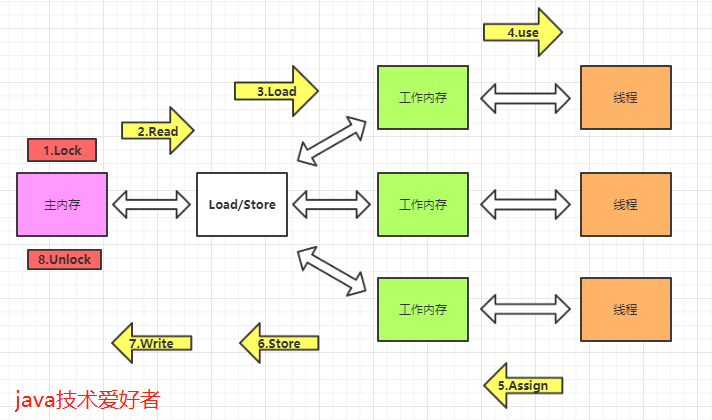 4.use
3.Load
工作内存
线程
2.Read
1.Lock
主内存
Load/Store
工作内存
线程
8.Unlock
工作内存
线程
7.Write
6.Store
5.Assign
java技术爱好者